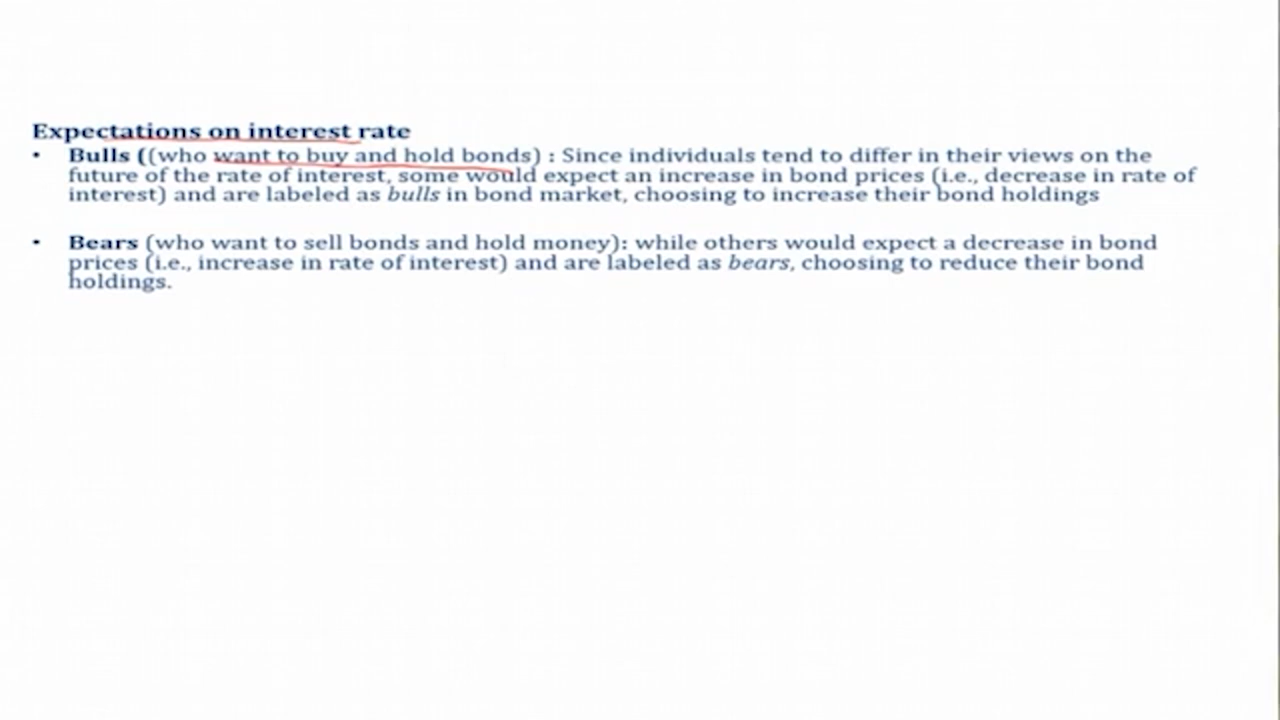 Expectations on interest rate
• Bulls ((who want to buy and hold bonds) : Since individuals tend to differ in their views on the
future of the rate of interest, some would expect an increase in bond prices (i.e., decrease in rate of
interest) and are labeled as bulls in bond market, choosing to increase their bond holdings
• Bears (who want to sell bonds and hold money): while others would expect a decrease in bond
prices (i.e., increase in rate of interest) and are labeled as bears, choosing to reduce their bond
holdings.